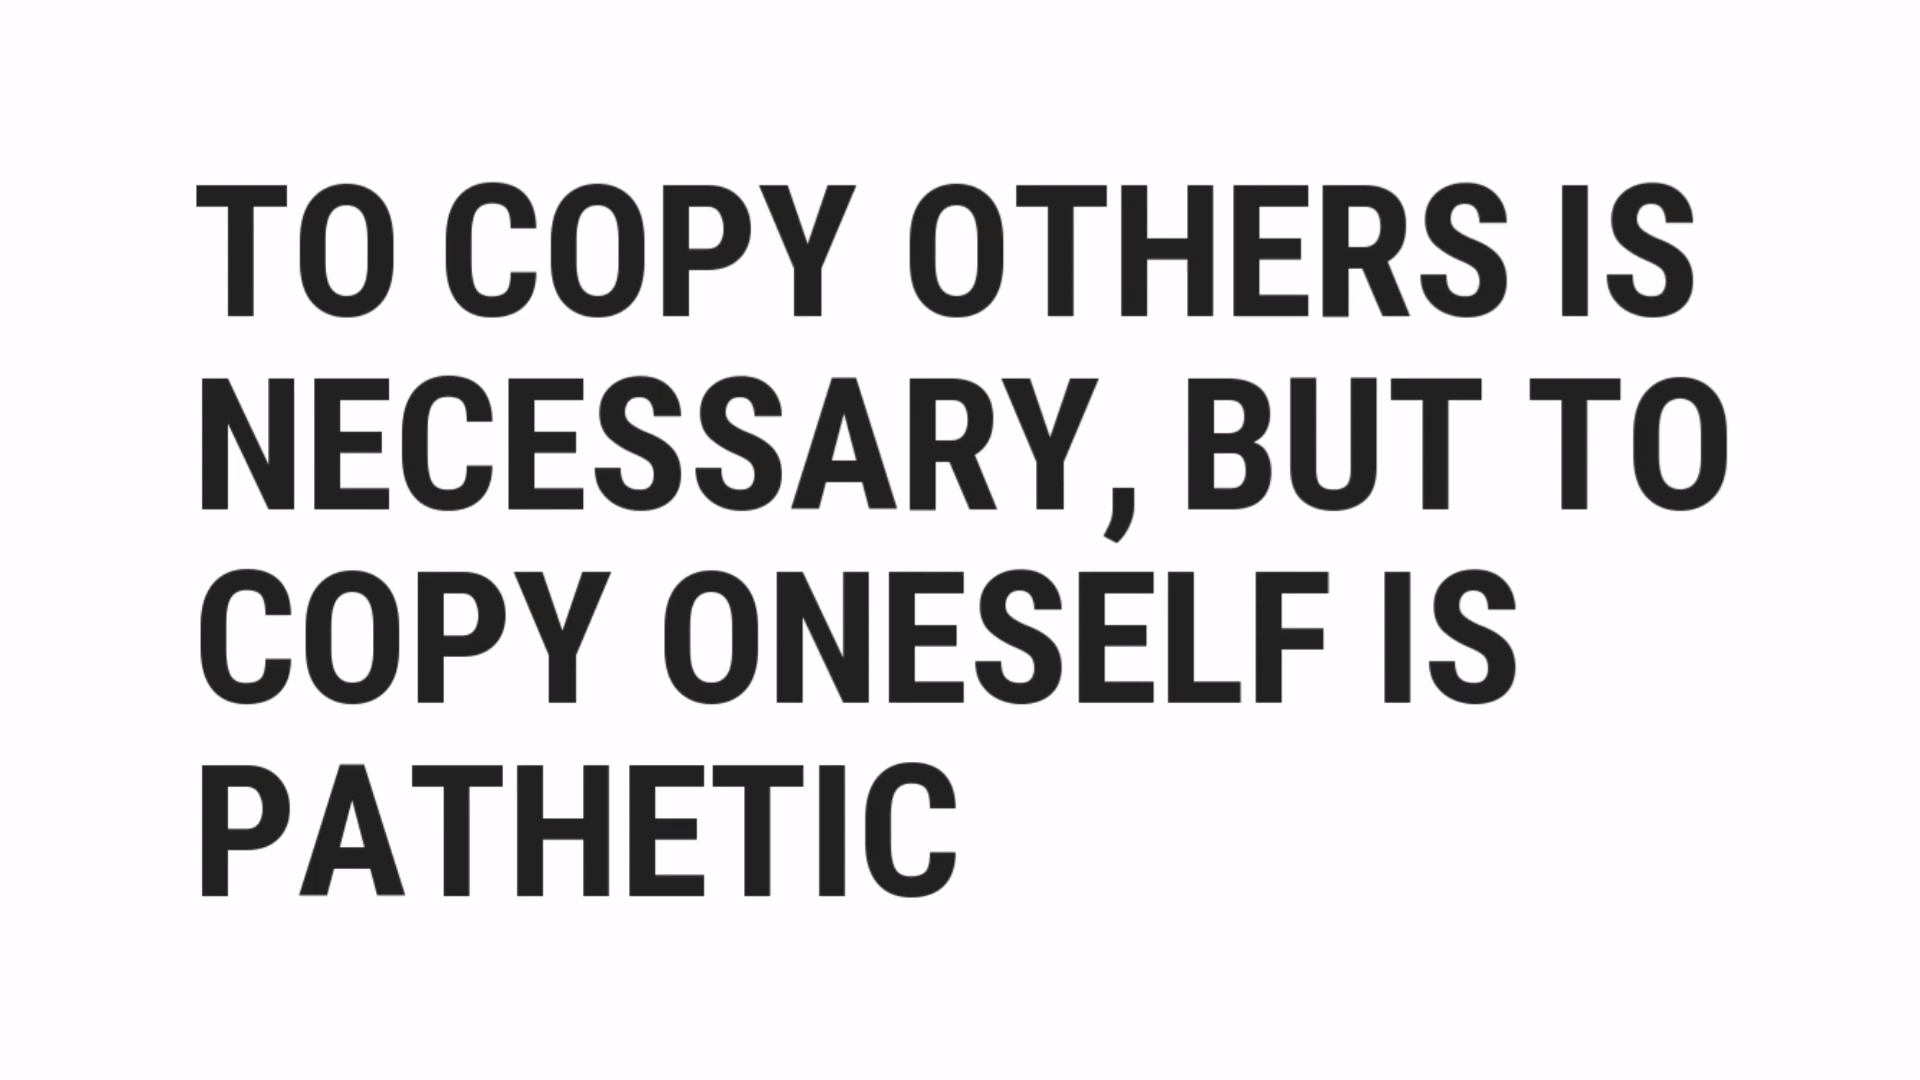 TO COPY OTHERS IS
NECESSARY, BUT TO
COPY ONESELF IS
PATHETIC